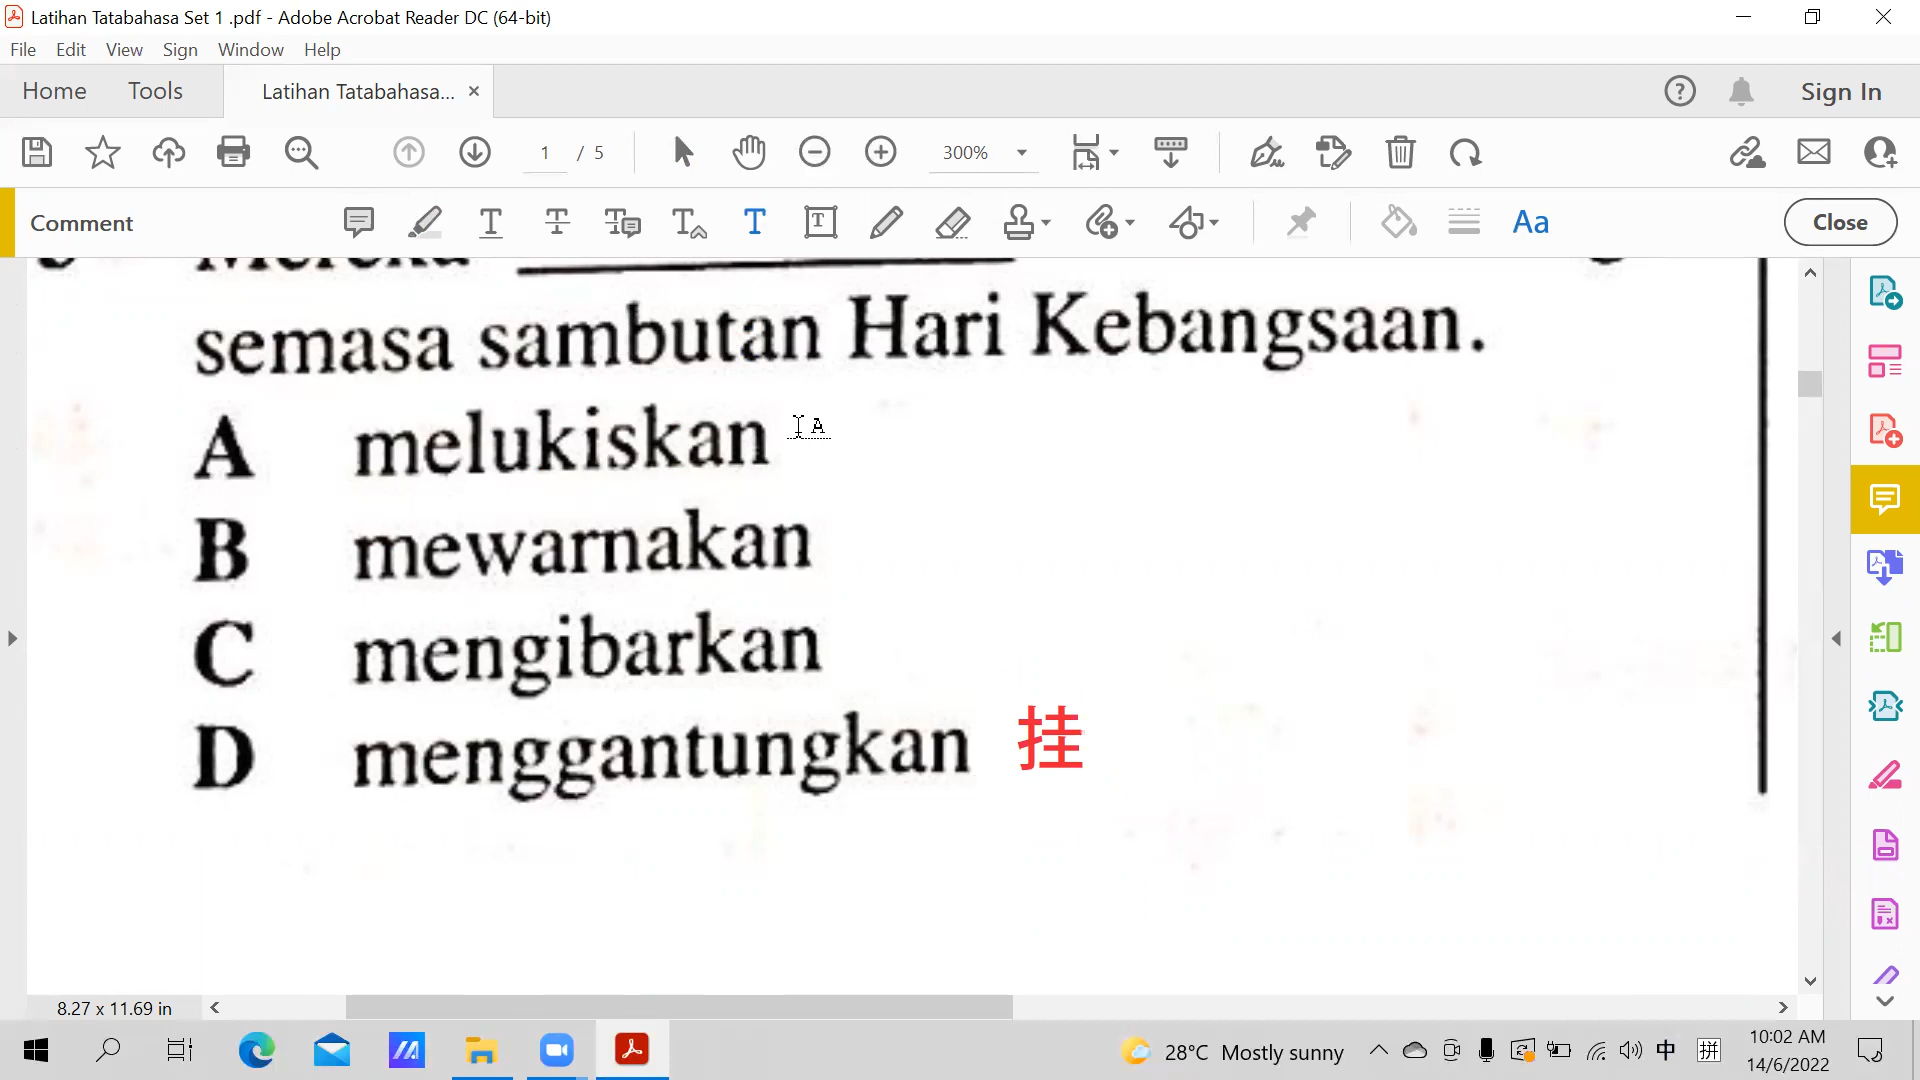 Latihan Tatabahasa Set 1 .pdf - Adobe Acrobat Reader DC (64-bit)
File Edit View Sign Window Help
Home Tools Latihan Tatabahasa... × Sign In
1 / 5 300%
Comment Aa Close
Mereka
semasa sambutan Hari Kebangsaan.
A melukiskan
B mewarnakan
C mengibarkan
D menggantungkan 挂
8.27 x 11.69 in
28°C Mostly sunny 中 拼 10:02 AM
14/6/2022